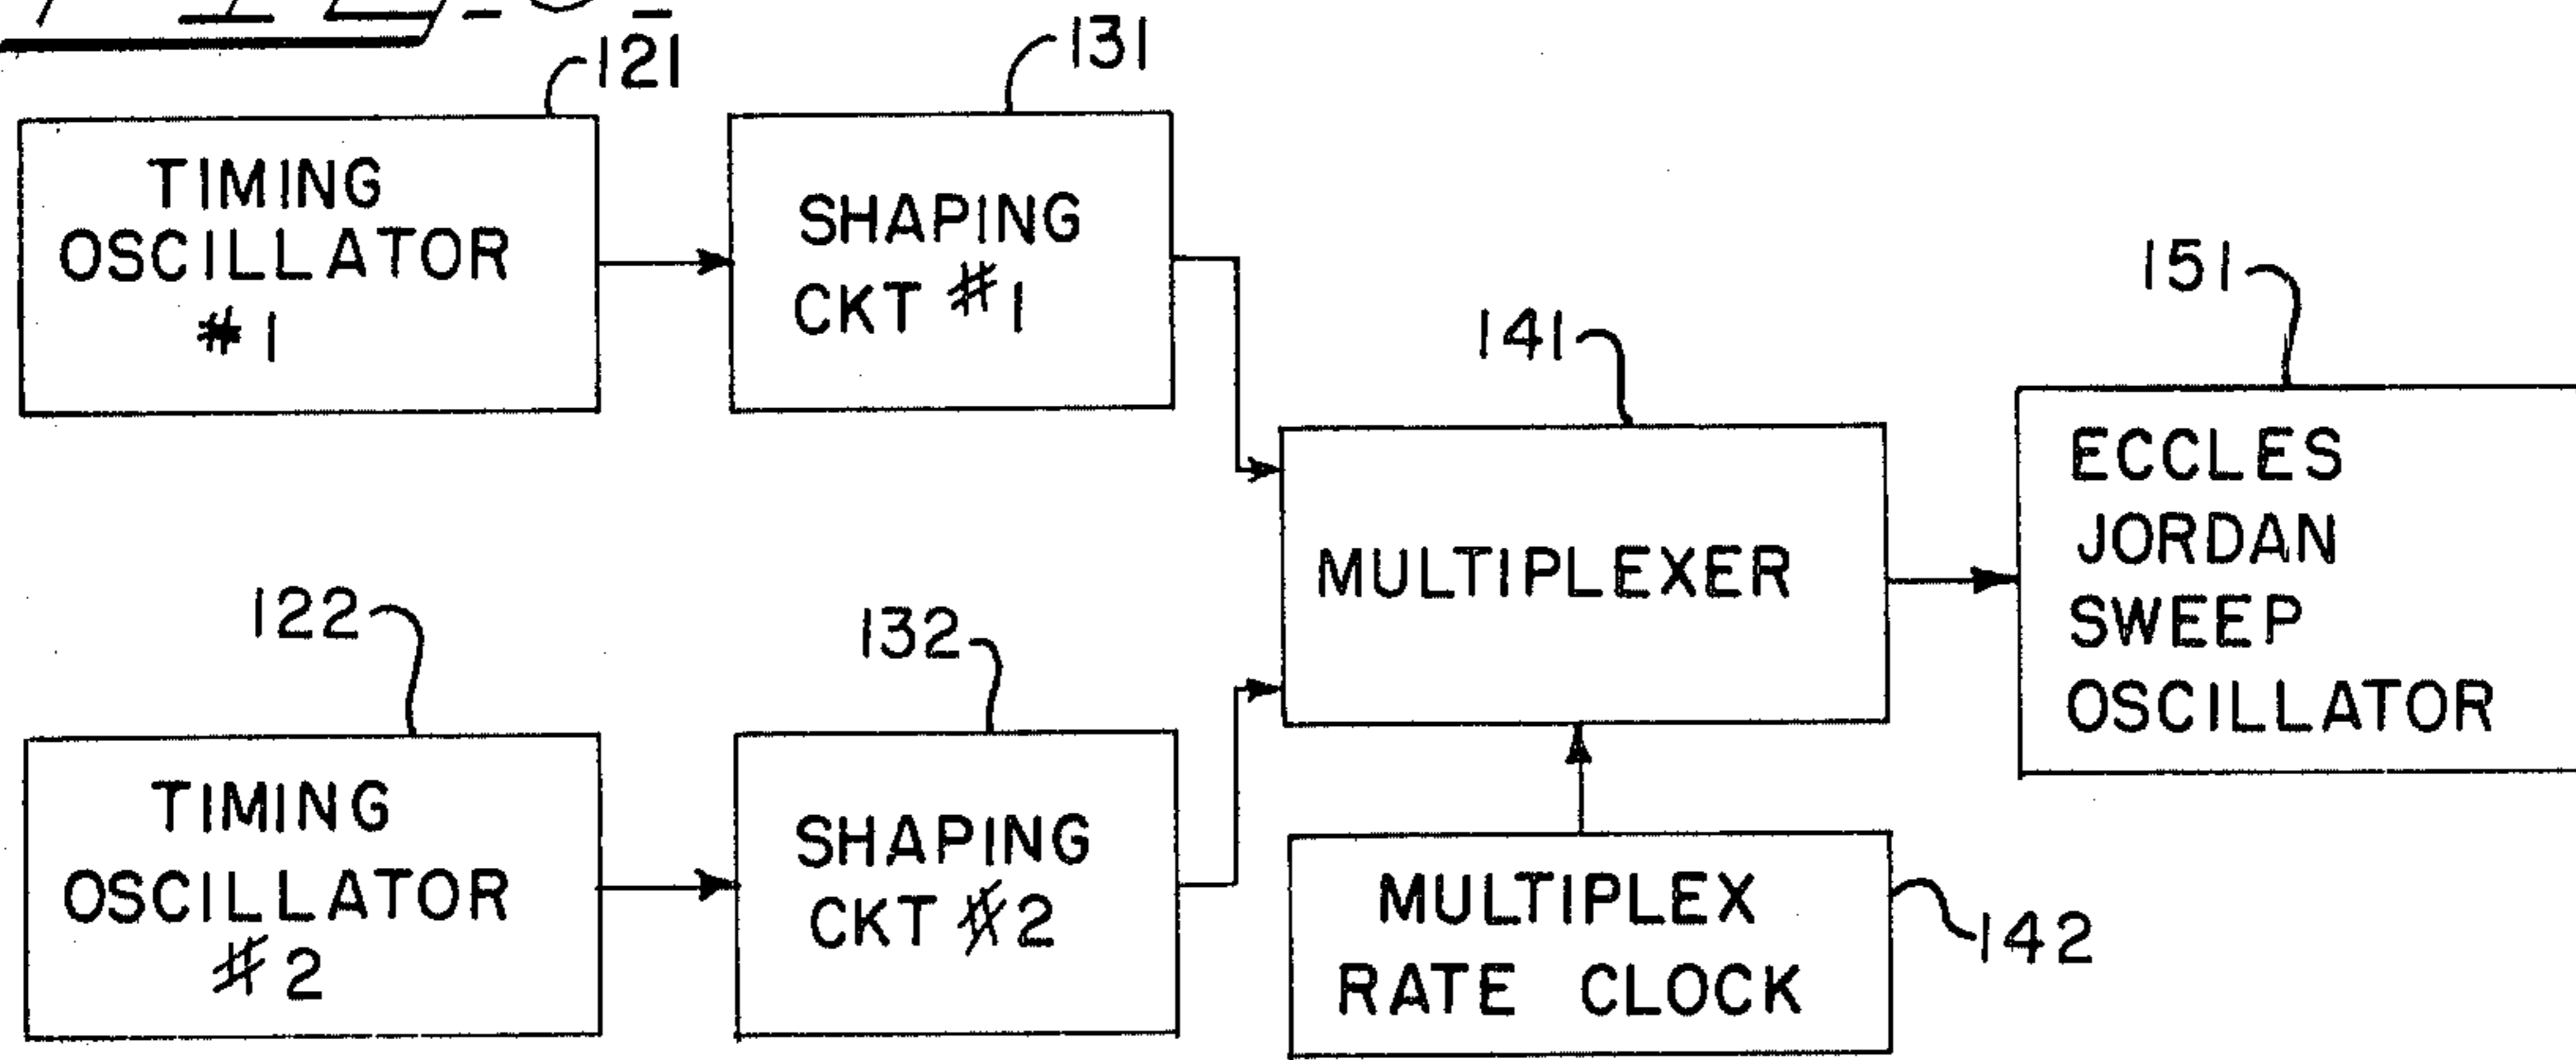 121
TIMING
OSCILLATOR
#1
131
SHAPING
CKT #1
141
MULTIPLEXER
151
ECCLES
JORDAN
SWEEP
OSCILLATOR
122
TIMING
OSCILLATOR
#2
132
SHAPING
CKT #2
MULTIPLEX
RATE CLOCK
142